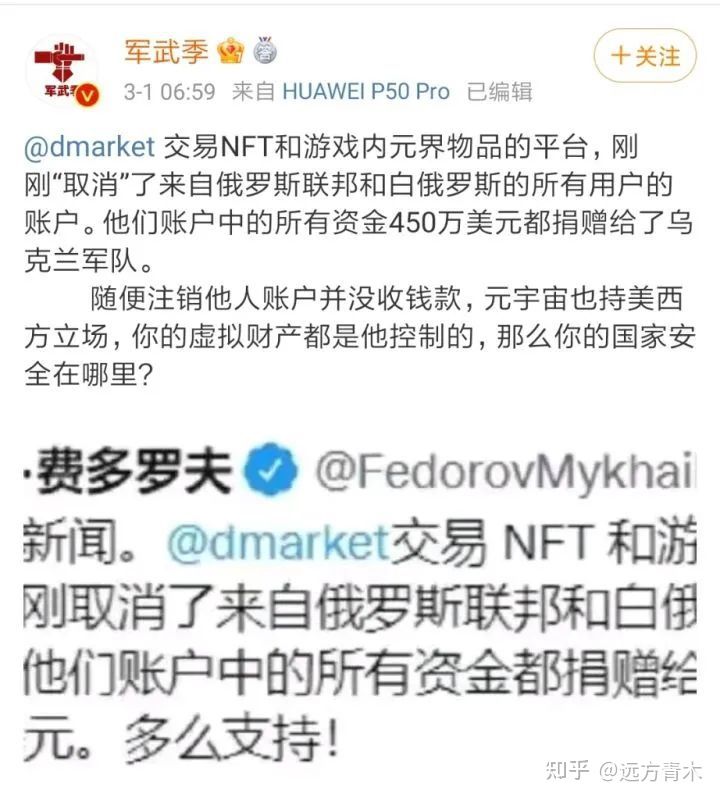 军武季
+关注
军武季
3-1 06:59 来自 HUAWEI P50 Pro 已编辑
@dmarket 交易NFT和游戏内元界物品的平台，刚
刚“取消”了来自俄罗斯联邦和白俄罗斯的所有用户的
账户。他们账户中的所有资金450万美元都捐赠给了乌
克兰军队。
随便注销他人账户并没收钱款，元宇宙也持美西
方立场，你的虚拟财产都是他控制的，那么你的国家安
全在哪里？
·费多罗夫 @FedorovMykhai
新闻。@dmarket交易 NFT 和游
刚取消了来自俄罗斯联邦和白俄
他们账户中的所有资金都捐赠给
元。多么支持！
知乎 @远方青木